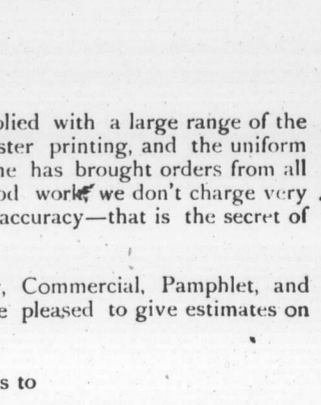 plied with a large range of the
ster printing, and the uniform
ne has brought orders from all
od work we don't charge very
accuracy—that is the secret of
, Commercial, Pamphlet, and
e pleased to give estimates on
s to